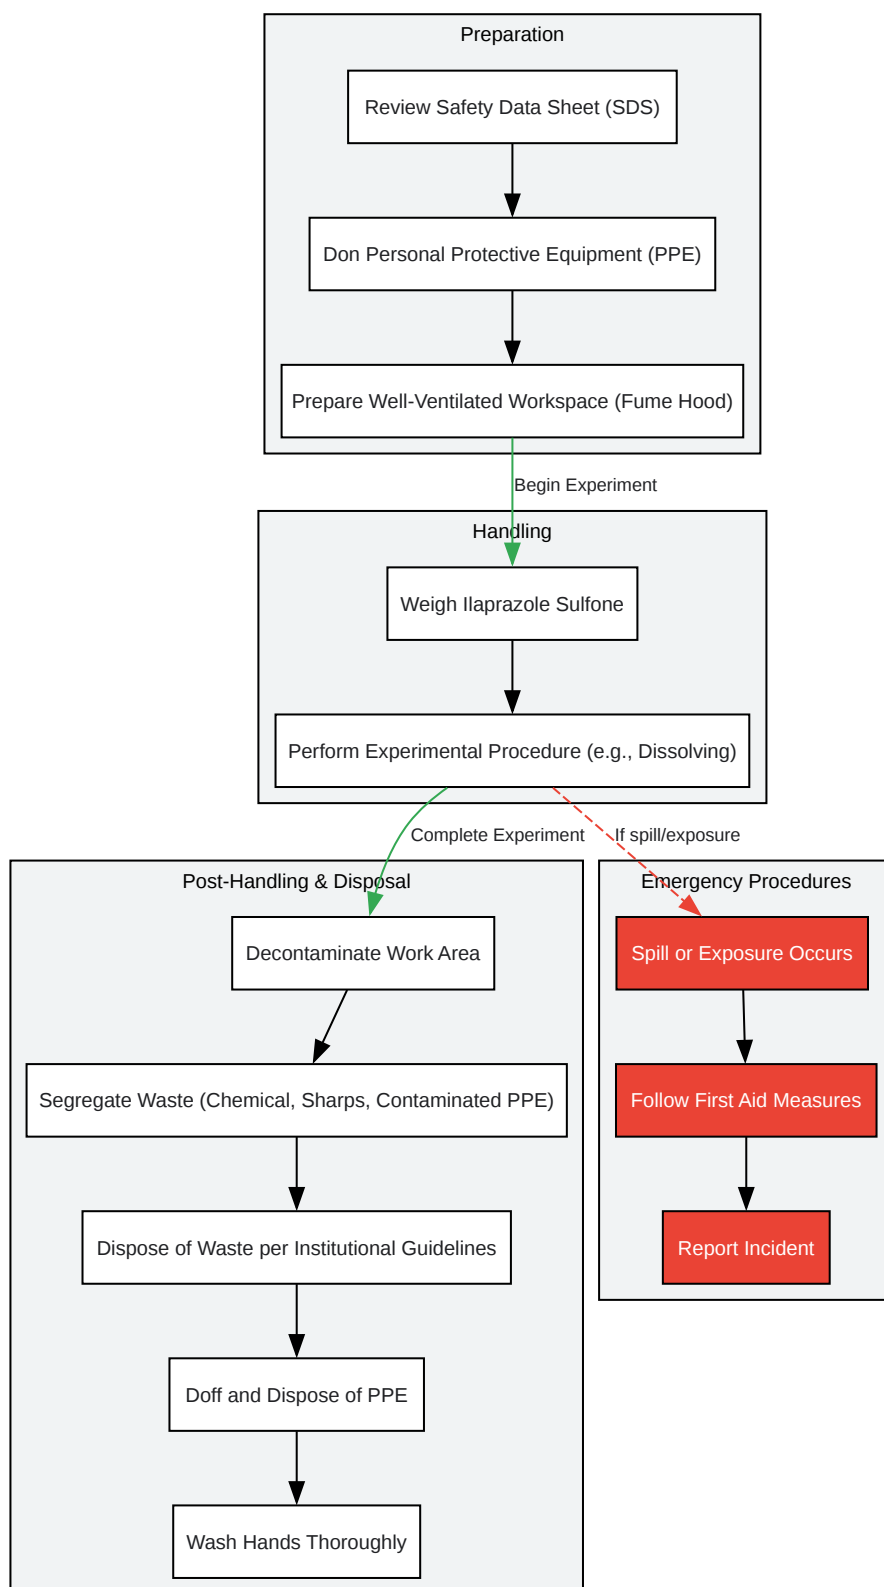 Preparation
Review Safety Data Sheet (SDS)
Don Personal Protective Equipment (PPE)
Prepare Well-Ventilated Workspace (Fume Hood)
Begin Experiment
Handling
Weigh Ilaprazole Sulfone
Perform Experimental Procedure (e.g., Dissolving)
Complete Experiment
If spill/exposure
Post-Handling & Disposal
Decontaminate Work Area
Segregate Waste (Chemical, Sharps, Contaminated PPE)
Dispose of Waste per Institutional Guidelines
Doff and Dispose of PPE
Wash Hands Thoroughly
Emergency Procedures
Spill or Exposure Occurs
Follow First Aid Measures
Report Incident